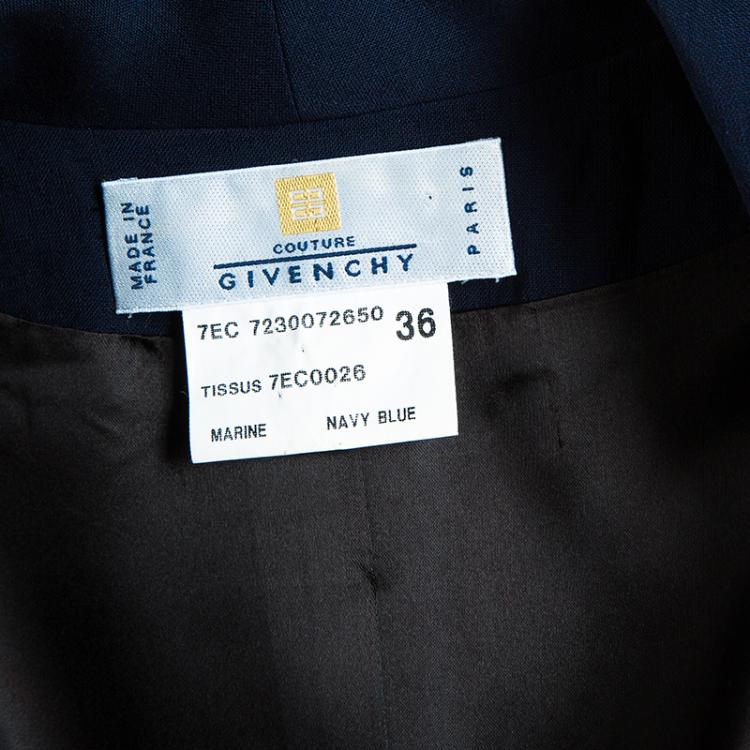 MADE IN
FRANCE
COUTURE
GIVENCHY
PARIS
7EC 7230072650 36
TISSUS 7EC0026
MARINE NAVY BLUE